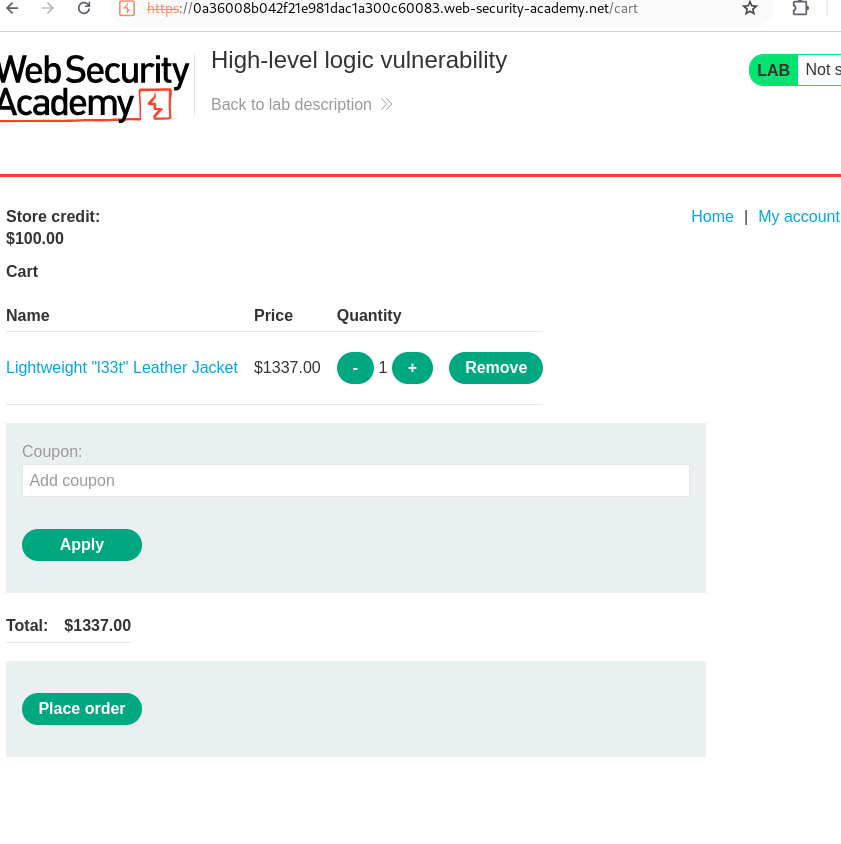 https://0a36008b042f21e981dac1a300c60083.web-security-academy.net/cart
Web Security
Academy
High-level logic vulnerability
Back to lab description
LAB Not s
Store credit:
$100.00
Home | My account
Cart
Name Price Quantity
Lightweight "l33t" Leather Jacket $1337.00 - 1 + Remove
Coupon:
Add coupon
Apply
Total: $1337.00
Place order